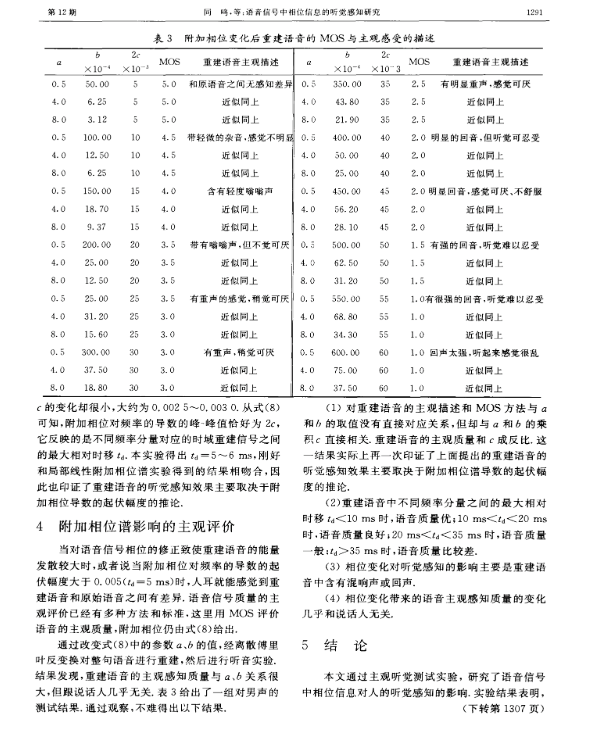 第 12 期
同 鸣,等:语音信号中相位信息的听觉感知研究
1291
表 3 附加相位变化后重建语音的 MOS 与主观感受的描述
a b ×10⁻⁴ 2c ×10⁻³ MOS 重建语音主观描述 a b ×10⁻⁴ 2c ×10⁻³ MOS 重建语音主观描述
0.5 50.00 5 5.0 和原语音之间无感知差异 0.5 350.00 35 2.5 有明显重声,感觉可厌
4.0 6.25 5 5.0 近似同上 4.0 43.80 35 2.5 近似同上
8.0 3.12 5 5.0 近似同上 8.0 21.90 35 2.5 近似同上
0.5 100.00 10 4.5 带轻微的杂音,感觉不明显 0.5 400.00 40 2.0 明显的回音,但听觉可忍受
4.0 12.50 10 4.5 近似同上 4.0 50.00 40 2.0 近似同上
8.0 6.25 10 4.5 近似同上 8.0 25.00 40 2.0 近似同上
0.5 150.00 15 4.0 含有轻度嗡嗡声 0.5 450.00 45 2.0 明显回音,感觉可厌、不舒服
4.0 18.70 15 4.0 近似同上 4.0 56.20 45 2.0 近似同上
8.0 9.37 15 4.0 近似同上 8.0 28.10 45 2.0 近似同上
0.5 200.00 20 3.5 带有嗡嗡声,但不觉可厌 0.5 500.00 50 1.5 有强的回音,听觉难以忍受
4.0 25.00 20 3.5 近似同上 4.0 62.50 50 1.5 近似同上
8.0 12.50 20 3.5 近似同上 8.0 31.20 50 1.5 近似同上
0.5 25.00 25 3.5 有重声的感觉,稍觉可厌 0.5 550.00 55 1.0 有很强的回音,听觉难以忍受
4.0 31.20 25 3.0 近似同上 4.0 68.80 55 1.0 近似同上
8.0 15.60 25 3.0 近似同上 8.0 34.30 55 1.0 近似同上
0.5 300.00 30 3.0 有重声,稍觉可厌 0.5 600.00 60 1.0 回声太强,听起来感觉很乱
4.0 37.50 30 3.0 近似同上 4.0 75.00 60 1.0 近似同上
8.0 18.80 30 3.0 近似同上 8.0 37.50 60 1.0 近似同上
c 的变化却很小,大约为 0.002 5～0.003 0. 从式(8)
可知,附加相位对频率的导数的峰-峰值恰好为 2c,
它反映的是不同频率分量对应的时域重建信号之间
的最大相对时移 td. 本实验得出 td=5～6 ms,刚好
和局部线性附加相位谱实验得到的结果相吻合,因
此也印证了重建语音的听觉感知效果主要取决于附
加相位导数的起伏幅度的推论.
4 附加相位谱影响的主观评价
当对语音信号相位的修正致使重建语音的能量
发散较大时,或者说当附加相位对频率的导数的起
伏幅度大于 0.005(td=5 ms)时,人耳就能感觉到重
建语音和原始语音之间有差异. 语音信号质量的主
观评价已经有多种方法和标准,这里用 MOS 评价
语音的主观质量,附加相位仍由式(8)给出.
通过改变式(8)中的参数 a、b 的值,经离散傅里
叶反变换对整句语音进行重建,然后进行听音实验.
结果发现,重建语音的主观感知质量与 a、b 关系很
大,但跟说话人几乎无关. 表 3 给出了一组对男声的
测试结果. 通过观察,不难得出以下结果.
(1) 对重建语音的主观描述和 MOS 方法与 a
和 b 的取值没有直接对应关系,但却与 a 和 b 的乘
积 c 直接相关. 重建语音的主观质量和 c 成反比. 这
一结果实际上再一次印证了上面提出的重建语音的
听觉感知效果主要取决于附加相位谱导数的起伏幅
度的推论.
(2)重建语音中不同频率分量之间的最大相对
时移 td<10 ms 时,语音质量优;10 ms<td<20 ms
时,语音质量良好;20 ms<td<35 ms 时,语音质量
一般;td>35 ms 时,语音质量比较差.
(3) 相位变化对听觉感知的影响主要是重建语
音中含有混响声或回声.
(4) 相位变化带来的语音主观感知质量的变化
几乎和说话人无关.
5 结 论
本文通过主观听觉测试实验,研究了语音信号
中相位信息对人的听觉感知的影响. 实验结果表明,
(下转第 1307 页)